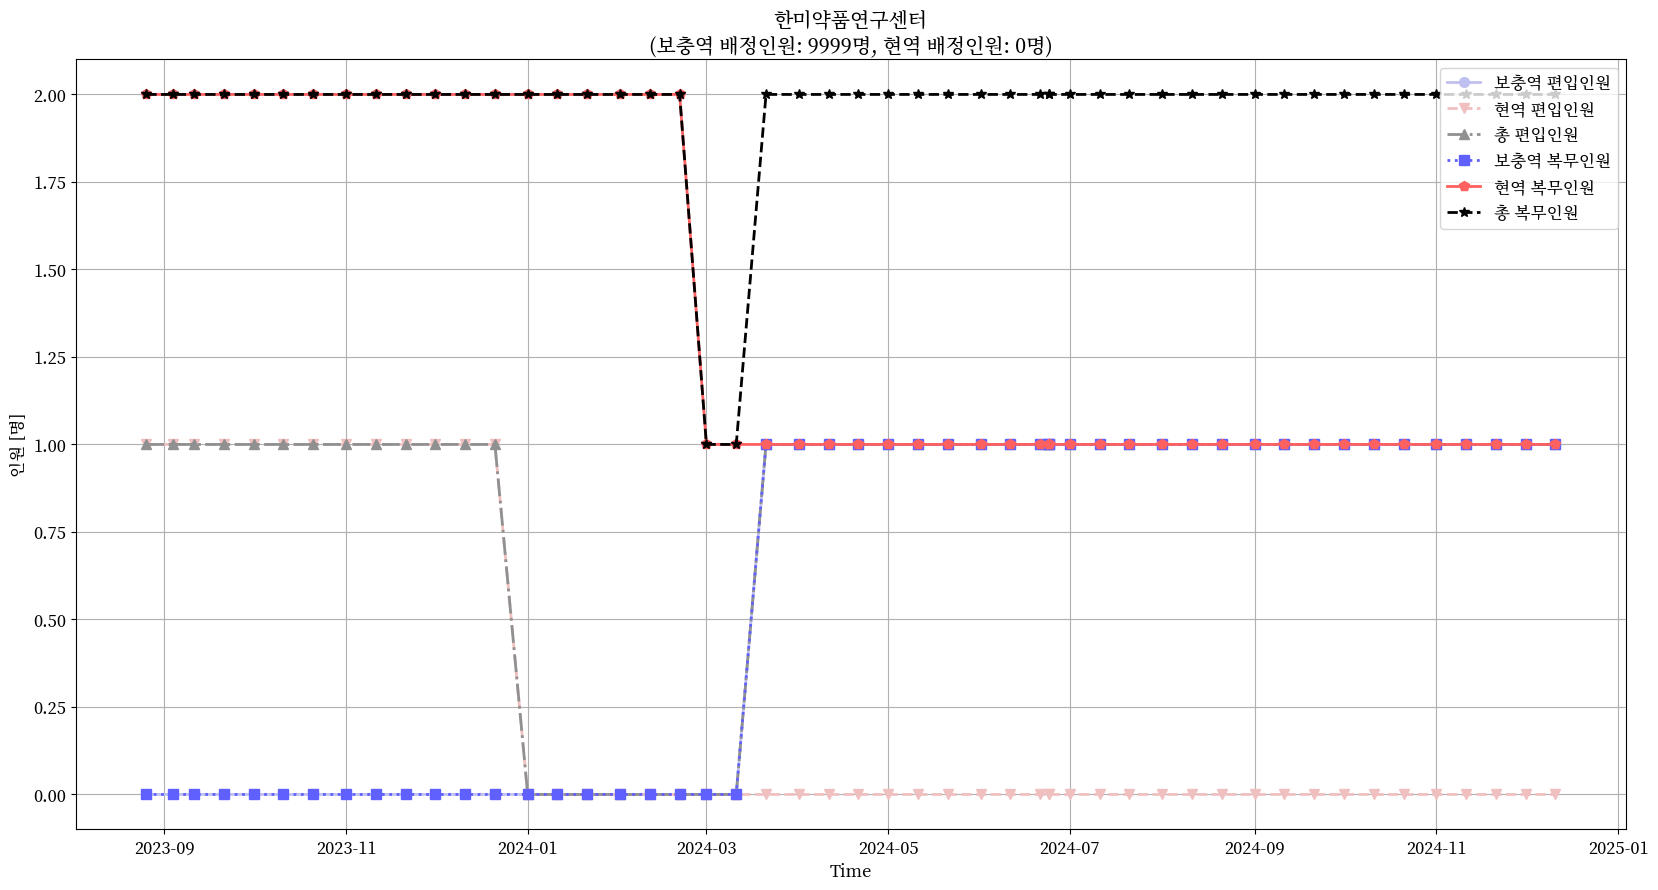 한미약품연구센터
(보충역 배정인원: 9999명, 현역 배정인원: 0명)
보충역 편입인원
현역 편입인원
총 편입인원
보충역 복무인원
현역 복무인원
총 복무인원
2.00
1.75
1.50
1.25
1.00
0.75
0.50
0.25
0.00
인원 [명]
2023-09 2023-11 2024-01 2024-03 2024-05 2024-07 2024-09 2024-11 2025-01
Time